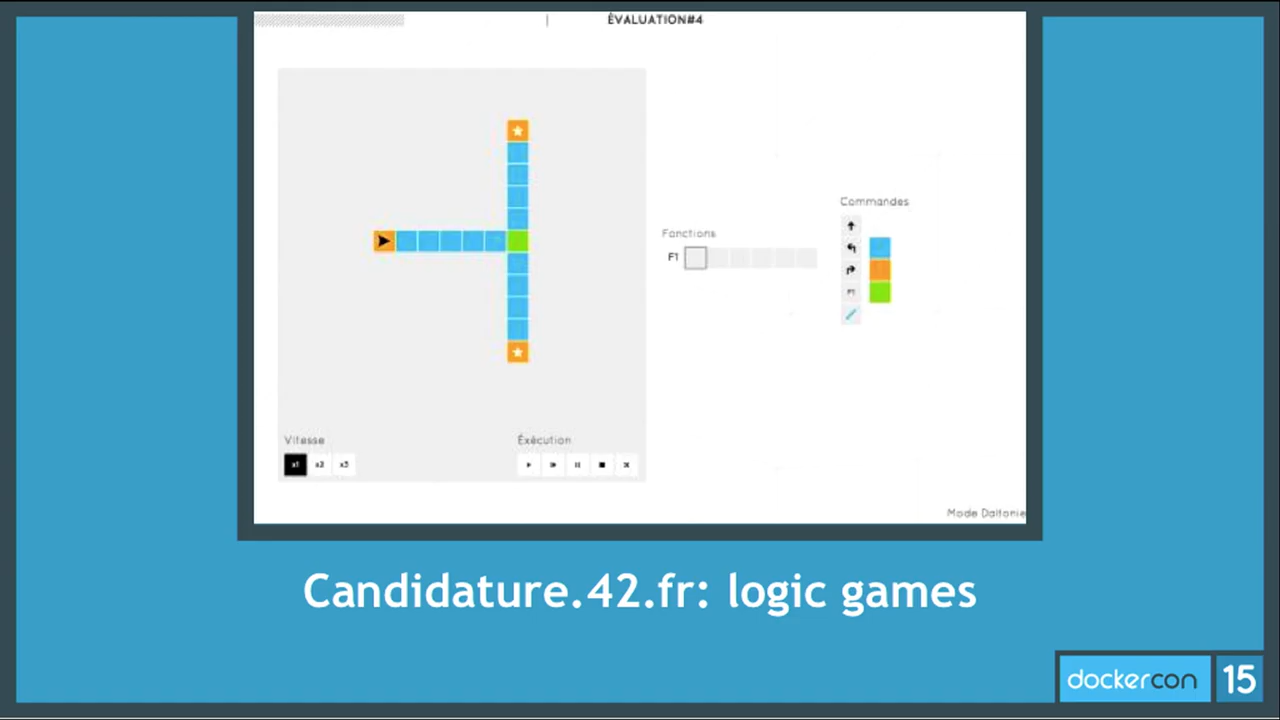 ÉVALUATION#4
Commandes
Fonctions
F1
F1
Vitesse
Éxécution
x1 x2 x3
Mode Daltonie
Candidature.42.fr: logic games
dockercon 15